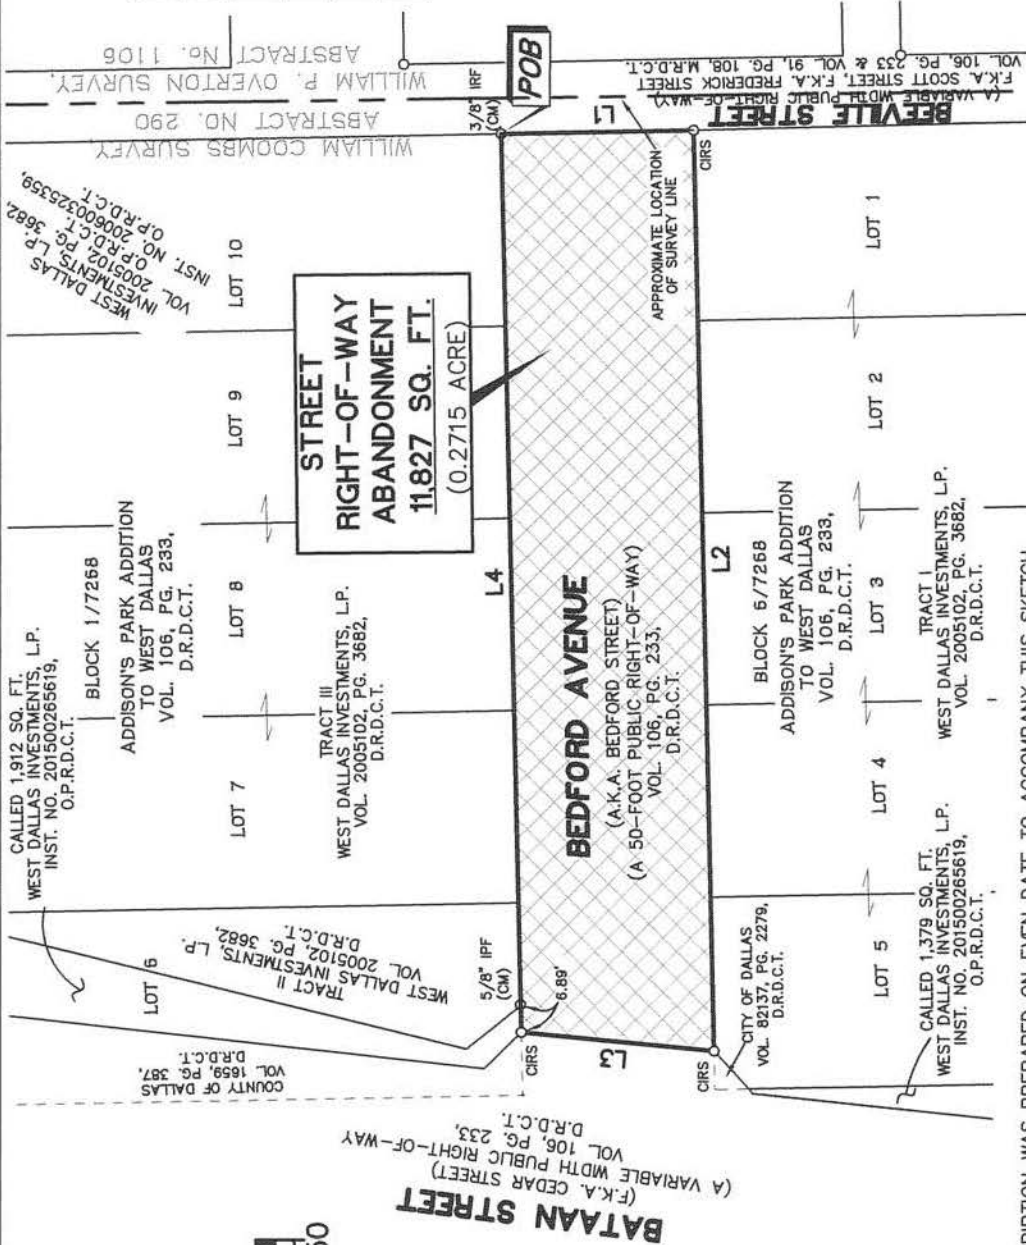 CALLED 1,912 SQ. FT.
WEST DALLAS INVESTMENTS, L.P.
INST. NO. 201500265619,
O.P.R.D.C.T.
BLOCK 1/7268
ADDISON'S PARK ADDITION
TO WEST DALLAS
VOL. 106, PG. 233,
D.R.D.C.T.
LOT 6
LOT 7
LOT 8
LOT 9
LOT 10
WEST DALLAS
INVESTMENTS, L.P.
VOL. 2005102, PG. 3682,
O.P.R.D.C.T.
INST. NO. 200600325359,
O.P.R.D.C.T.
WILLIAM P. OVERTON SURVEY,
ABSTRACT No. 1106
WILLIAM COOMBS SURVEY,
ABSTRACT NO. 290
TRACT III
WEST DALLAS INVESTMENTS, L.P.
VOL. 2005102, PG. 3682,
D.R.D.C.T.
TRACT II
WEST DALLAS INVESTMENTS, L.P.
VOL. 2005102, PG. 3682,
D.R.D.C.T.
COUNTY OF DALLAS
VOL. 1659, PG. 387,
D.R.D.C.T.
STREET
RIGHT-OF-WAY
ABANDONMENT
11,827 SQ. FT.
(0.2715 ACRE)
3/8" IRF
(CM)
POB
5/8" IPF
(CM)
6.89'
CIRS
CIRS
CIRS
L1
L2
L3
L4
BEDFORD AVENUE
(A.K.A. BEDFORD STREET)
(A 50-FOOT PUBLIC RIGHT-OF-WAY)
VOL. 106, PG. 233,
D.R.D.C.T.
APPROXIMATE LOCATION
OF SURVEY LINE
BEEVILLE STREET
(A VARIABLE WIDTH PUBLIC RIGHT-OF-WAY)
F.K.A. SCOTT STREET, F.K.A. FREDERICK STREET
VOL. 106, PG. 233 & VOL. 91, PG. 108, M.R.D.C.T.
BATAAN STREET
(F.K.A. CEDAR STREET)
(A VARIABLE WIDTH PUBLIC RIGHT-OF-WAY
VOL. 106, PG. 233,
D.R.D.C.T.
CITY OF DALLAS
VOL. 82137, PG. 2279,
D.R.D.C.T.
BLOCK 6/7268
ADDISON'S PARK ADDITION
TO WEST DALLAS
VOL. 106, PG. 233,
D.R.D.C.T.
LOT 5
LOT 4
LOT 3
LOT 2
LOT 1
CALLED 1,379 SQ. FT.
WEST DALLAS INVESTMENTS, L.P.
INST. NO. 201500265619,
O.P.R.D.C.T.
TRACT I
WEST DALLAS INVESTMENTS, L.P.
VOL. 2005102, PG. 3682,
D.R.D.C.T.
WAS PREPARED ON EVEN DATE TO ACCOMPANY THIS SKETCH